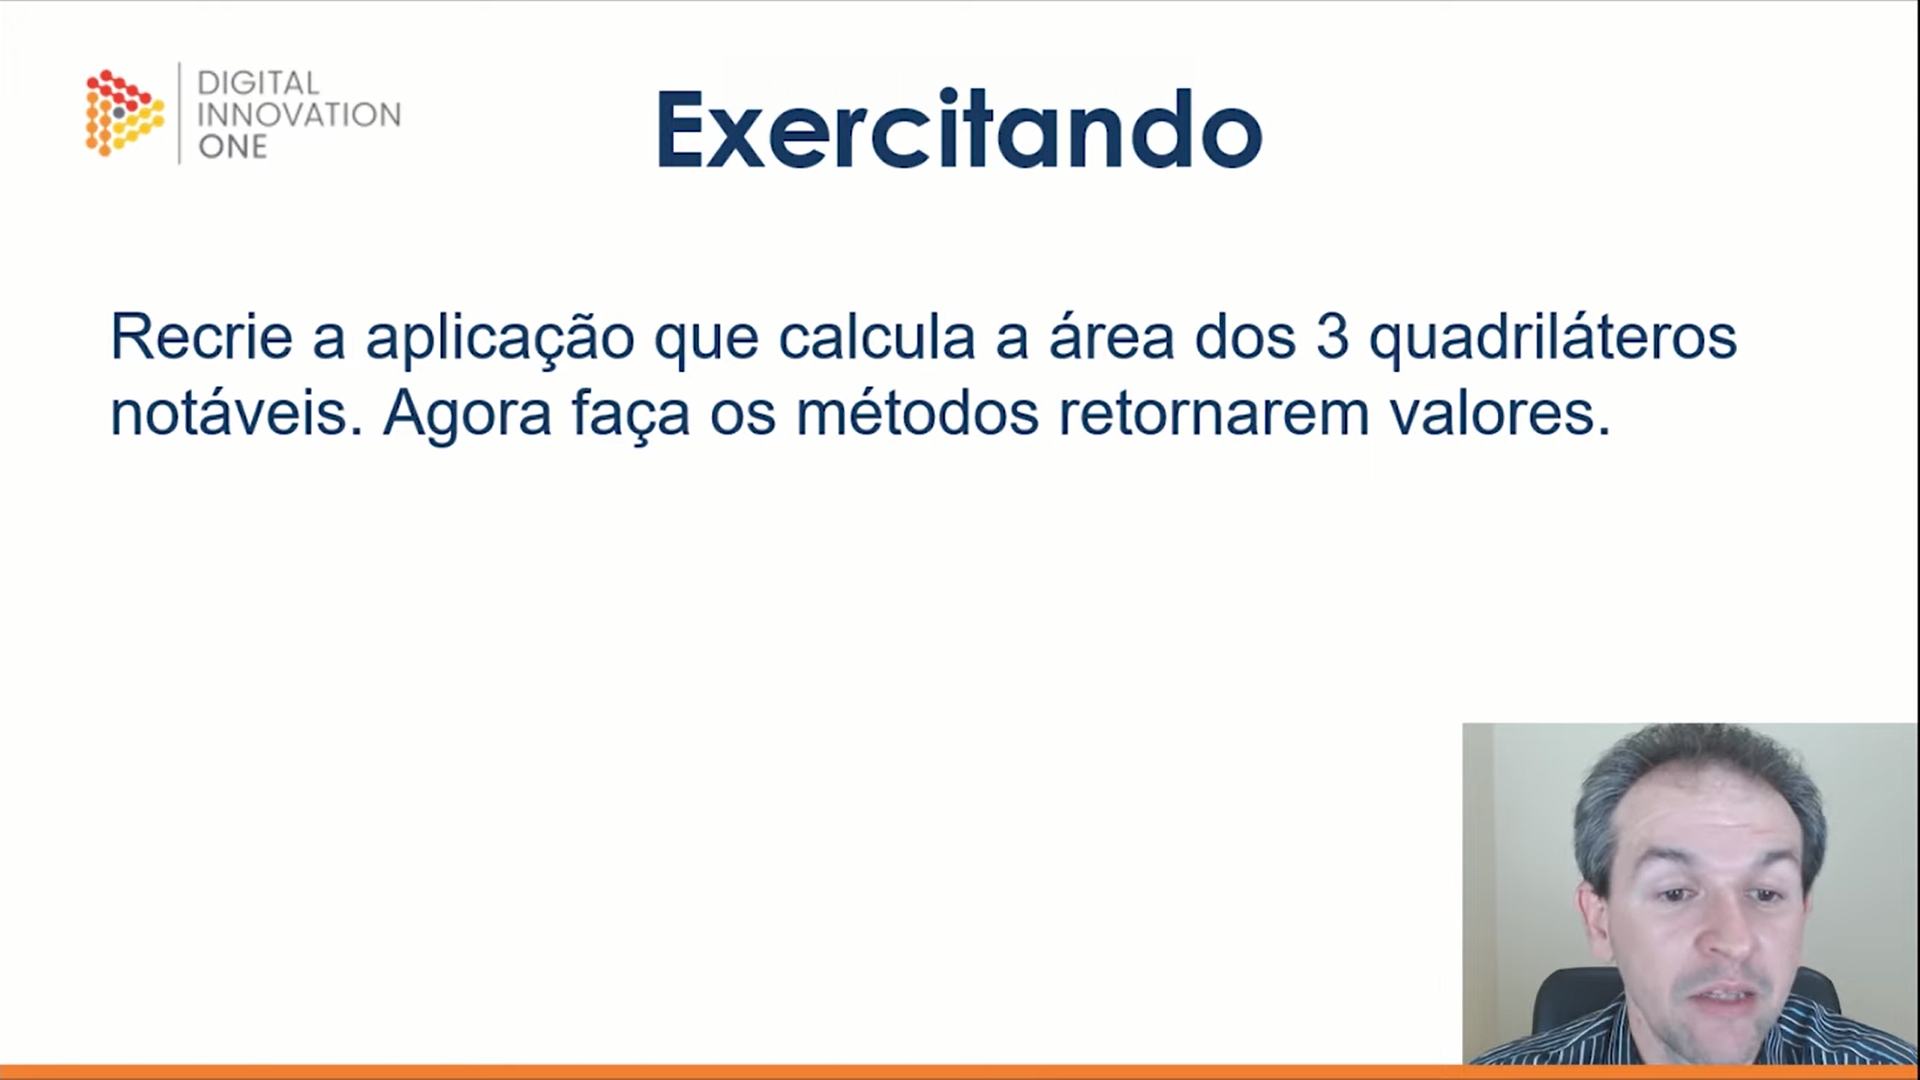 DIGITAL
INNOVATION
ONE
Exercitando
Recrie a aplicação que calcula a área dos 3 quadriláteros
notáveis. Agora faça os métodos retornarem valores.